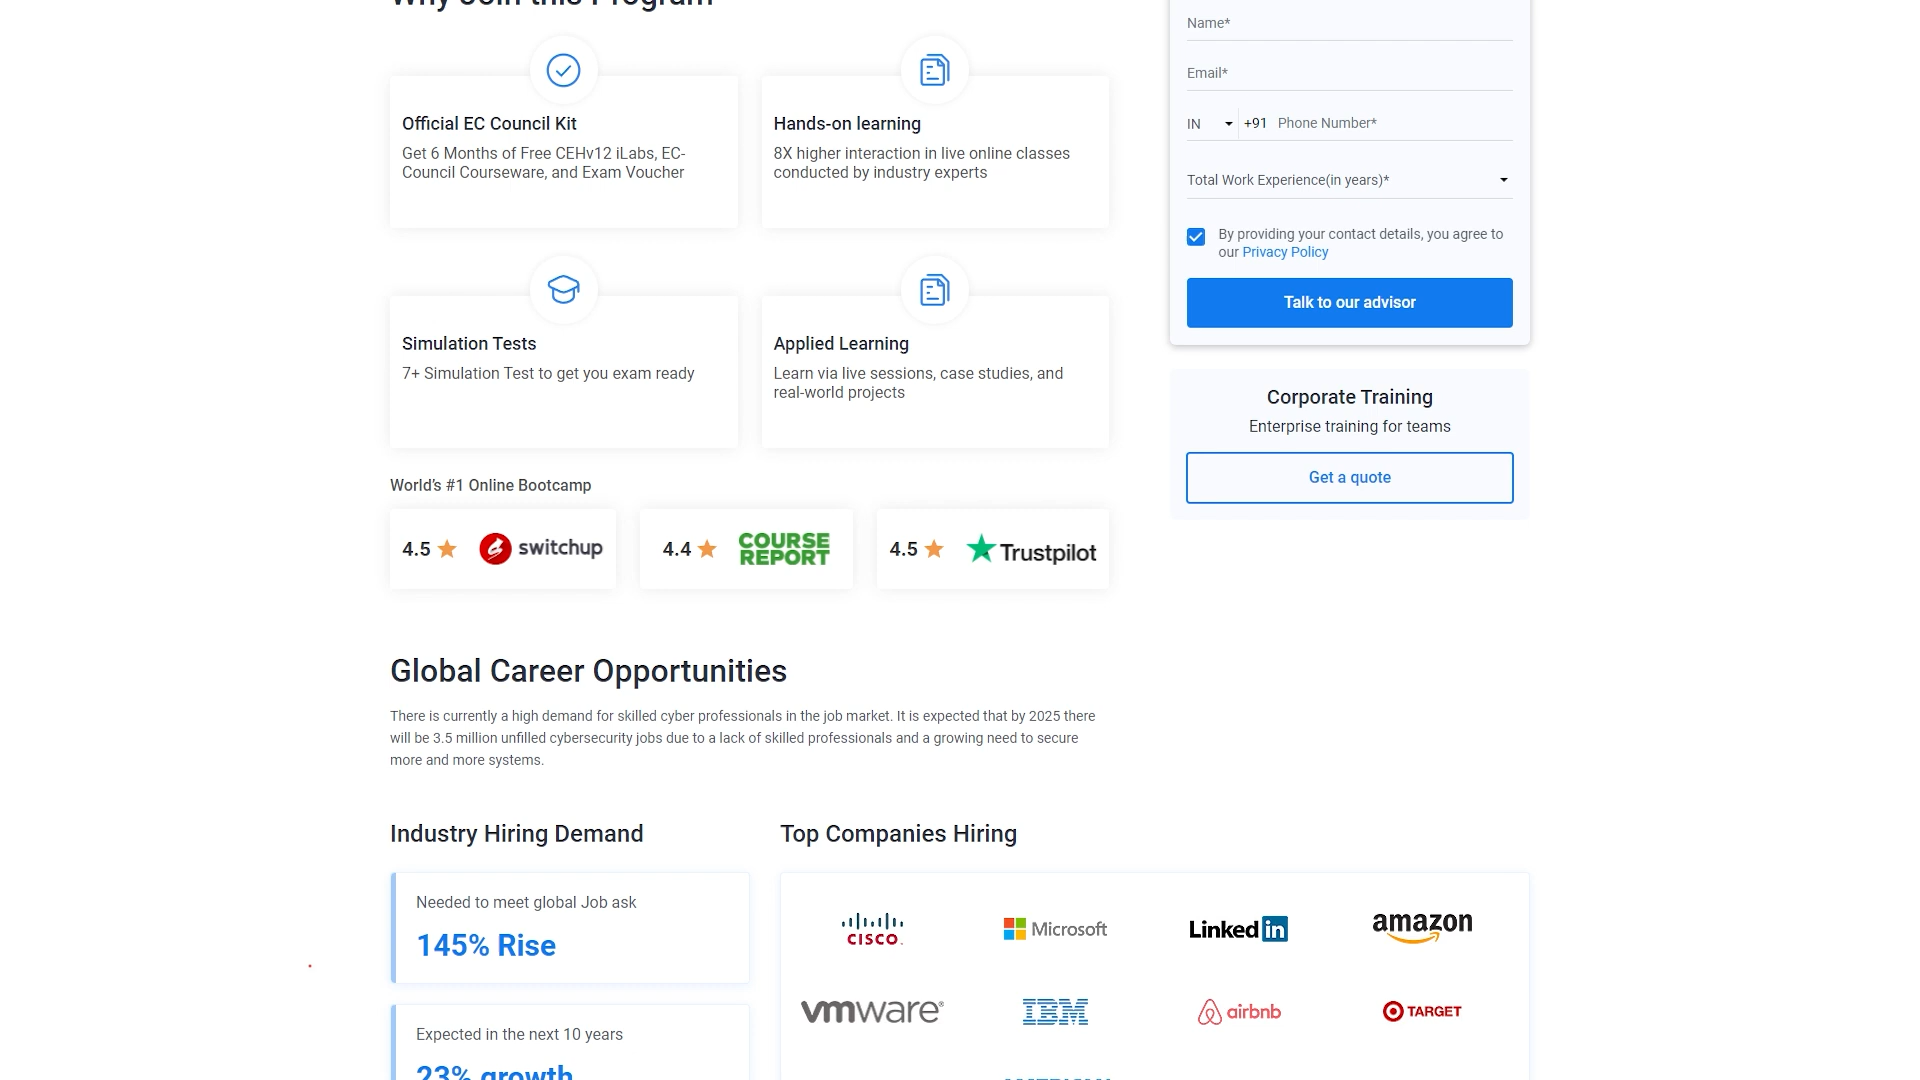 Why Join this Program
Official EC Council Kit
Get 6 Months of Free CEHv12 iLabs, EC-
Council Courseware, and Exam Voucher
Hands-on learning
8X higher interaction in live online classes
conducted by industry experts
Simulation Tests
7+ Simulation Test to get you exam ready
Applied Learning
Learn via live sessions, case studies, and
real-world projects
World's #1 Online Bootcamp
4.5 switchup
4.4 COURSE
REPORT
4.5 Trustpilot
Name*
Email*
IN +91 Phone Number*
Total Work Experience(in years)*
By providing your contact details, you agree to
our Privacy Policy
Talk to our advisor
Corporate Training
Enterprise training for teams
Get a quote
Global Career Opportunities
There is currently a high demand for skilled cyber professionals in the job market. It is expected that by 2025 there
will be 3.5 million unfilled cybersecurity jobs due to a lack of skilled professionals and a growing need to secure
more and more systems.
Industry Hiring Demand
Needed to meet global Job ask
145% Rise
Expected in the next 10 years
23% growth
Top Companies Hiring
CISCO
Microsoft
LinkedIn
amazon
vmware®
IBM
airbnb
TARGET